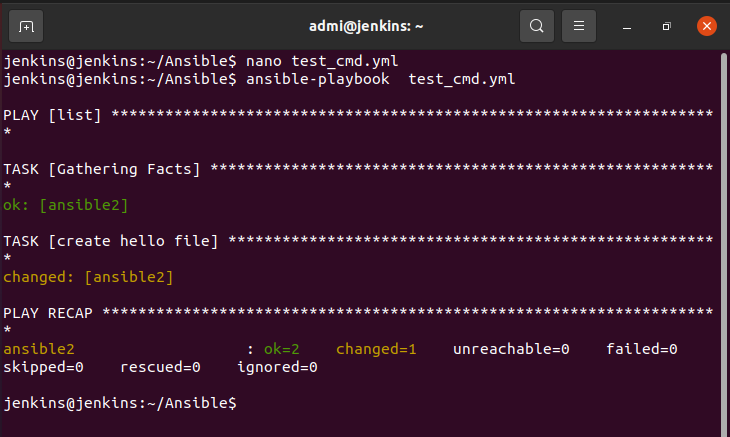 admi@jenkins: ~
jenkins@jenkins:~/Ansible$ nano test_cmd.yml
jenkins@jenkins:~/Ansible$ ansible-playbook  test_cmd.yml
PLAY [list] *******************************************************************
*
TASK [Gathering Facts] ********************************************************
*
ok: [ansible2]
TASK [create hello file] ******************************************************
*
changed: [ansible2]
PLAY RECAP ********************************************************************
*
ansible2                   : ok=2    changed=1    unreachable=0    failed=0
skipped=0    rescued=0    ignored=0
jenkins@jenkins:~/Ansible$